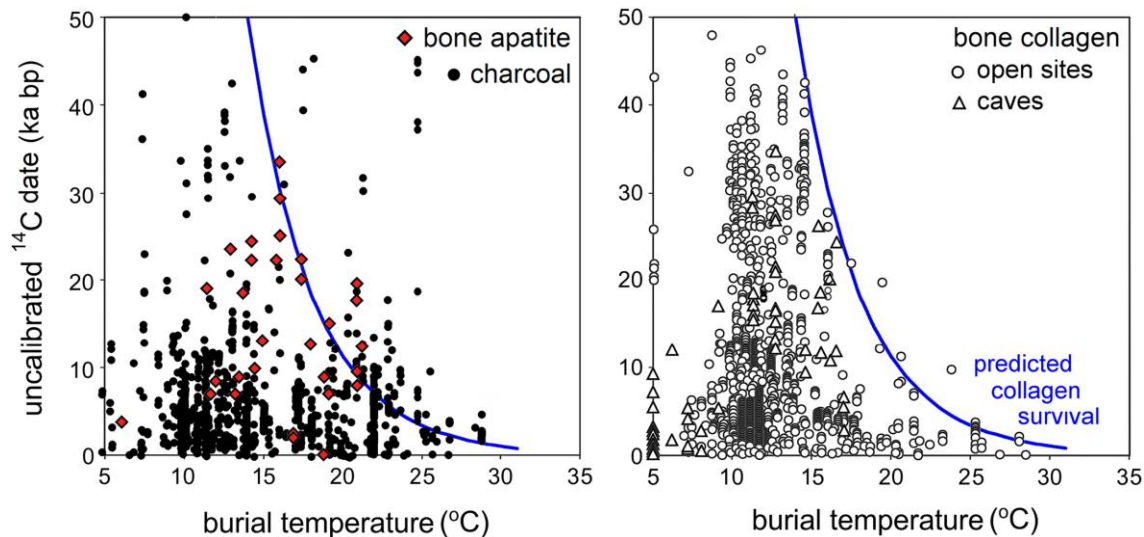 bone apatite
charcoal
uncalibrated 14C date (ka bp)
50
40
30
20
10
0
5
10
15
20
25
30
35
burial temperature (oC)
bone collagen
open sites
caves
predicted
collagen
survival
50
40
30
20
10
0
5
10
15
20
25
30
35
burial temperature (oC)